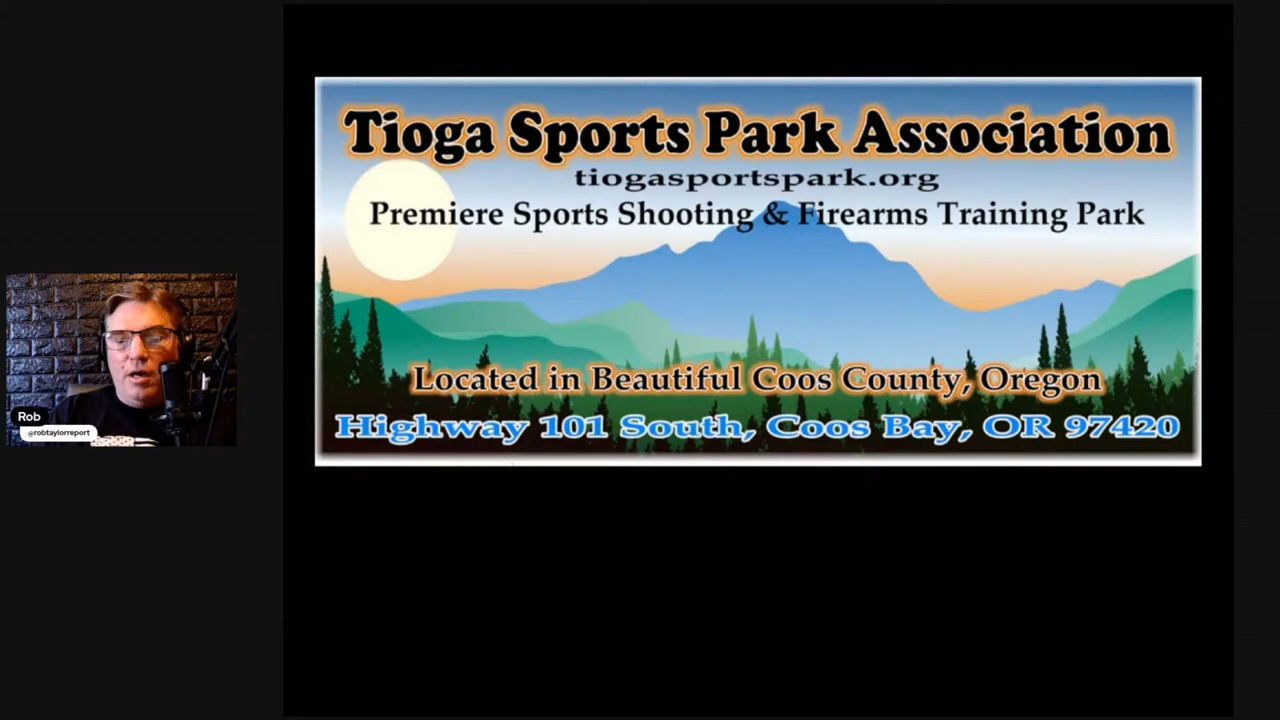 Tioga Sports Park Association
tiogasportspark.org
Premiere Sports Shooting & Firearms Training Park
Located in Beautiful Coos County, Oregon
Highway 101 South, Coos Bay, OR 97420
Rob
@robtaylorreport